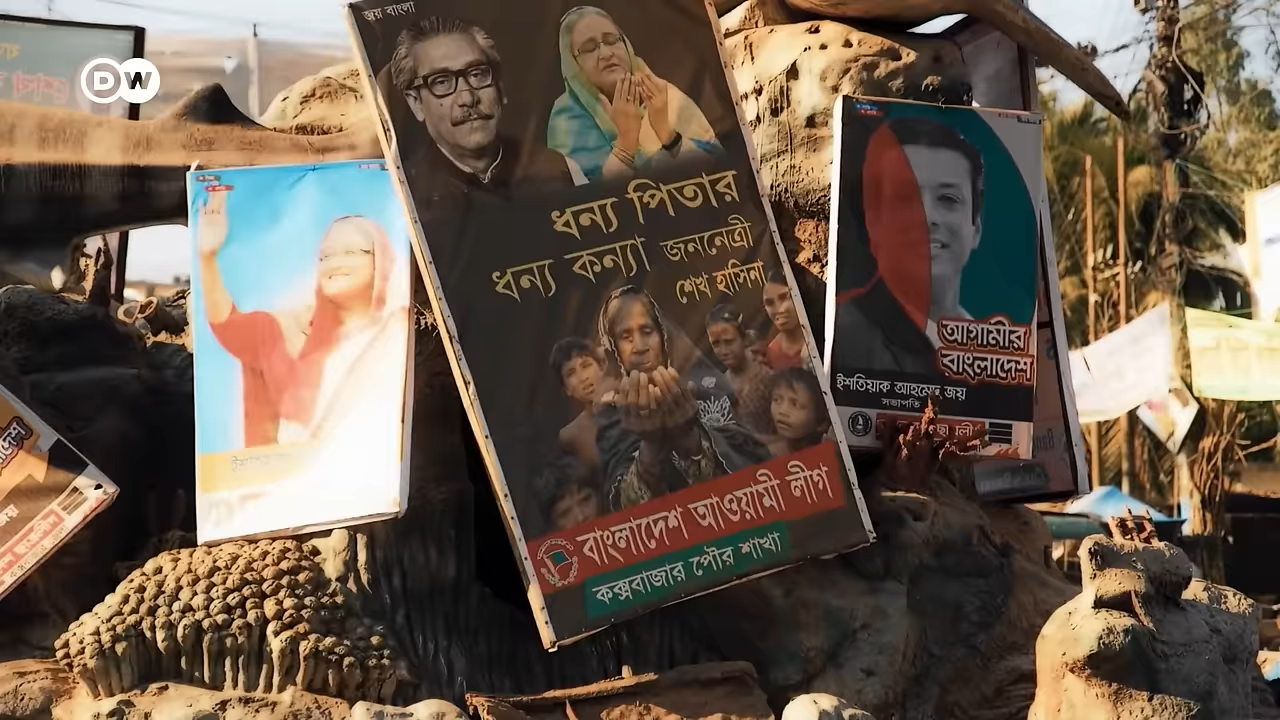 DW
জয় বাংলা
ধন্য পিতার
ধন্য কন্যা জননেত্রী
শেখ হাসিনা
বাংলাদেশ আওয়ামী লীগ
কক্সবাজার পৌর শাখা
আগামীর
বাংলাদেশ
ইশতিয়াক আহমেদ জয়
সভাপতি